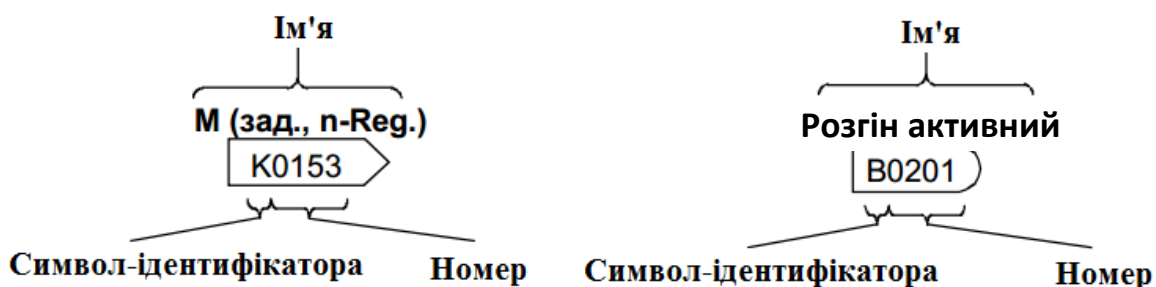 Ім'я
Ім'я
М (зад., n-Reg.)
Розгін активний
K0153
B0201
Символ-ідентифікатора
Номер
Символ-ідентифікатора
Номер